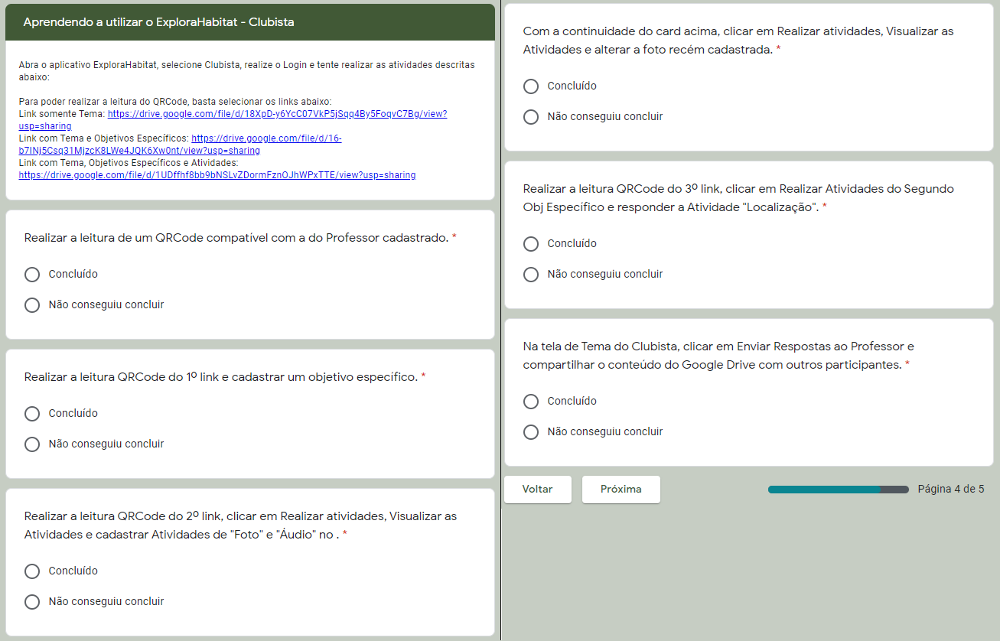 Aprendendo a utilizar o ExploraHabitat - Clubista
Abra o aplicativo ExploraHabitat, selecione Clubista, realize o Login e tente realizar as atividades descritas
abaixo:
Para poder realizar a leitura do QRCode, basta selecionar os links abaixo:
Link somente Tema: https://drive.google.com/file/d/18XpD-y6YcC07VkP5jSqq4By5FoqvC7Bg/view?
usp=sharing
Link com Tema e Objetivos Específicos: https://drive.google.com/file/d/16-
b7INj5Csq31MjzcK8LWe4JQK6Xw0nt/view?usp=sharing
Link com Tema, Objetivos Específicos e Atividades:
https://drive.google.com/file/d/1UDffhf8bb9bNSLvZDormFznOJhWPxTTE/view?usp=sharing
Realizar a leitura de um QRCode compatível com a do Professor cadastrado. *
Concluído
Não conseguiu concluir
Realizar a leitura QRCode do 1º link e cadastrar um objetivo específico. *
Concluído
Não conseguiu concluir
Realizar a leitura QRCode do 2º link, clicar em Realizar atividades, Visualizar as
Atividades e cadastrar Atividades de "Foto" e "Áudio" no . *
Concluído
Não conseguiu concluir
Com a continuidade do card acima, clicar em Realizar atividades, Visualizar as
Atividades e alterar a foto recém cadastrada. *
Concluído
Não conseguiu concluir
Realizar a leitura QRCode do 3º link, clicar em Realizar Atividades do Segundo
Obj Específico e responder a Atividade "Localização". *
Concluído
Não conseguiu concluir
Na tela de Tema do Clubista, clicar em Enviar Respostas ao Professor e
compartilhar o conteúdo do Google Drive com outros participantes. *
Concluído
Não conseguiu concluir
Voltar
Próxima
Página 4 de 5